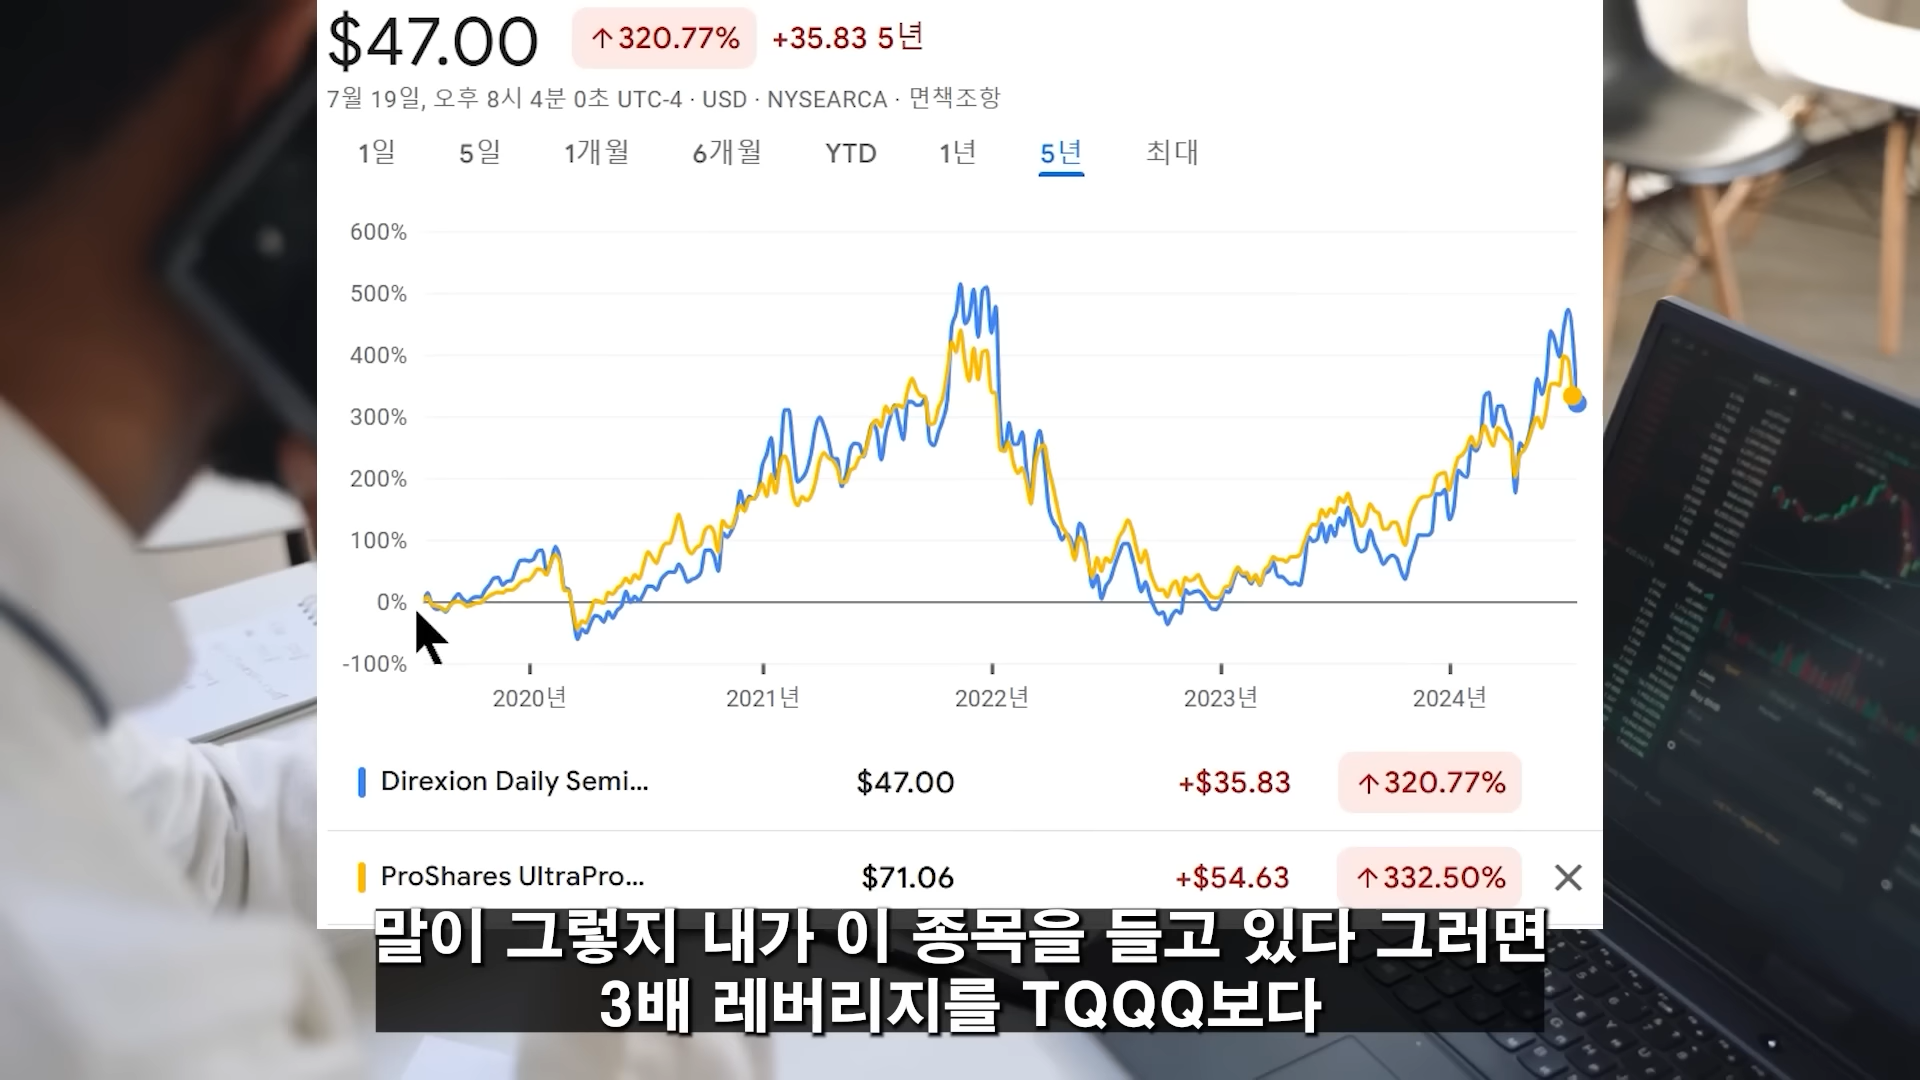 $47.00 ↑320.77% +35.83 5년
7월 19일, 오후 8시 4분 0초 UTC-4 · USD · NYSEARCA · 면책조항
1일 5일 1개월 6개월 YTD 1년 5년 최대
600%
500%
400%
300%
200%
100%
0%
-100%
2020년 2021년 2022년 2023년 2024년
Direxion Daily Semi... $47.00 +$35.83 ↑320.77%
ProShares UltraPro... $71.06 +$54.63 ↑332.50%
말이 그렇지 내가 이 종목을 들고 있다 그러면
3배 레버리지를 TQQQ보다